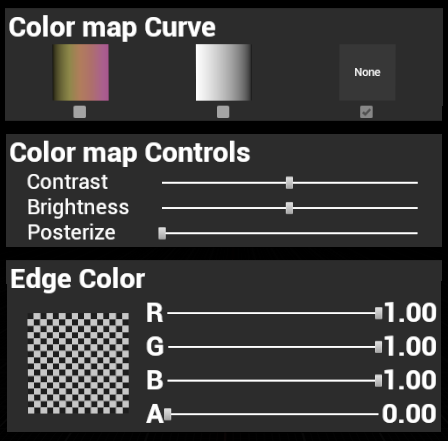 Color map Curve
None
Color map Controls
Contrast
Brightness
Posterize
Edge Color
R 1.00
G 1.00
B 1.00
A 0.00